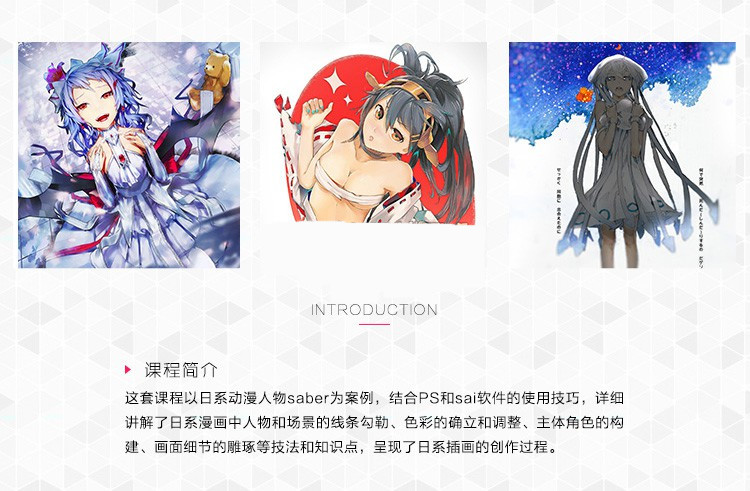 INTRODUCTION
课程简介
这套课程以日系动漫人物saber为案例，结合PS和sai软件的使用技巧，详细
讲解了日系漫画中人物和场景的线条勾勒、色彩的确立和调整、主体角色的构
建、画面细节的雕琢等技法和知识点，呈现了日系插画的创作过程。